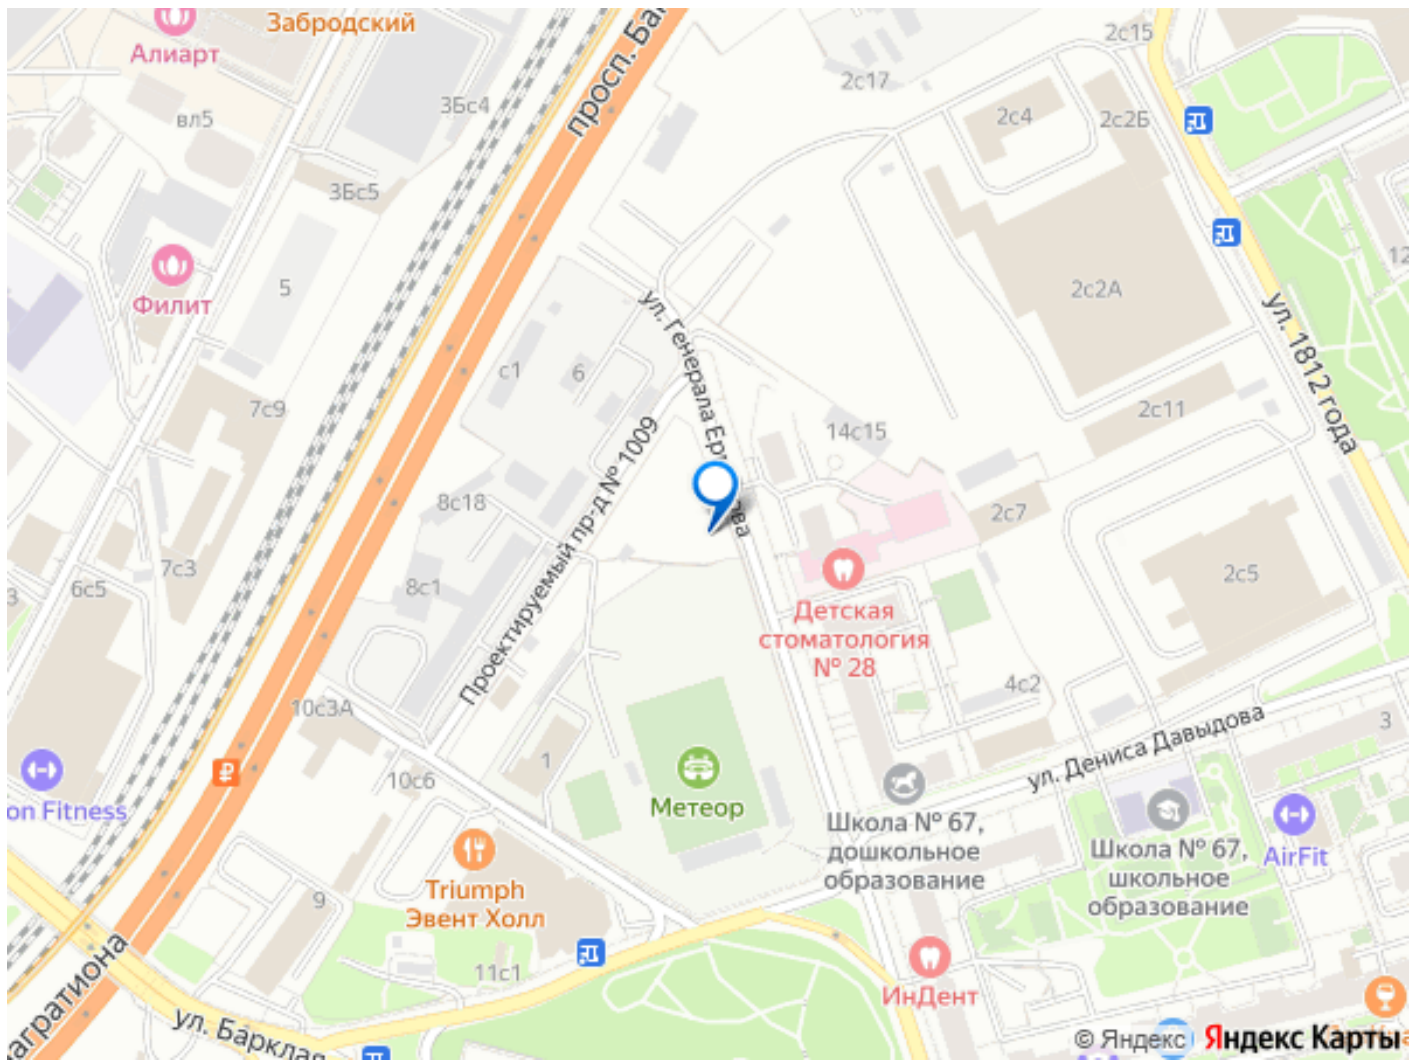 Забродский
Алиарт
просп. Ба
2с15
2с17
3Бс4
вл5
2с4
2с2Б
3Бс5
12
Филит
5
2с2А
ул. 1812 года
ул. Генерала Ер
ова
с1
6
7с9
2с11
14с15
Проектируемый пр-д № 1009
8с18
2с7
7с3
6с5
3
8с1
2с5
Детская
стоматология
№ 28
4с2
10с3А
3
ул. Дениса Давыдова
₽
1
10с6
on Fitness
Метеор
Школа № 67,
дошкольное
образование
Школа № 67,
школьное
образование
AirFit
Triumph
Эвент Холл
9
11с1
ИнДент
агратиона
ул. Барклая
© Яндекс Яндекс Карты